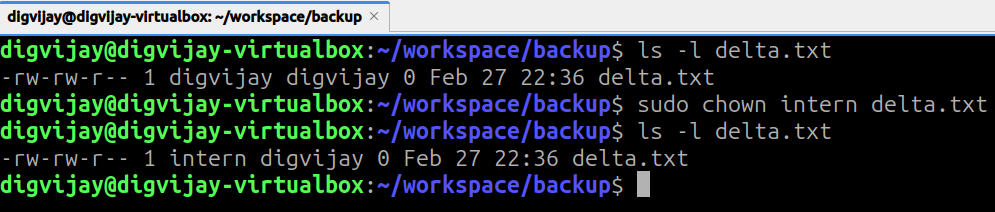 digvijay@digvijay-virtualbox: ~/workspace/backup ×
digvijay@digvijay-virtualbox:~/workspace/backup$ ls -l delta.txt
-rw-rw-r-- 1 digvijay digvijay 0 Feb 27 22:36 delta.txt
digvijay@digvijay-virtualbox:~/workspace/backup$ sudo chown intern delta.txt
digvijay@digvijay-virtualbox:~/workspace/backup$ ls -l delta.txt
-rw-rw-r-- 1 intern digvijay 0 Feb 27 22:36 delta.txt
digvijay@digvijay-virtualbox:~/workspace/backup$